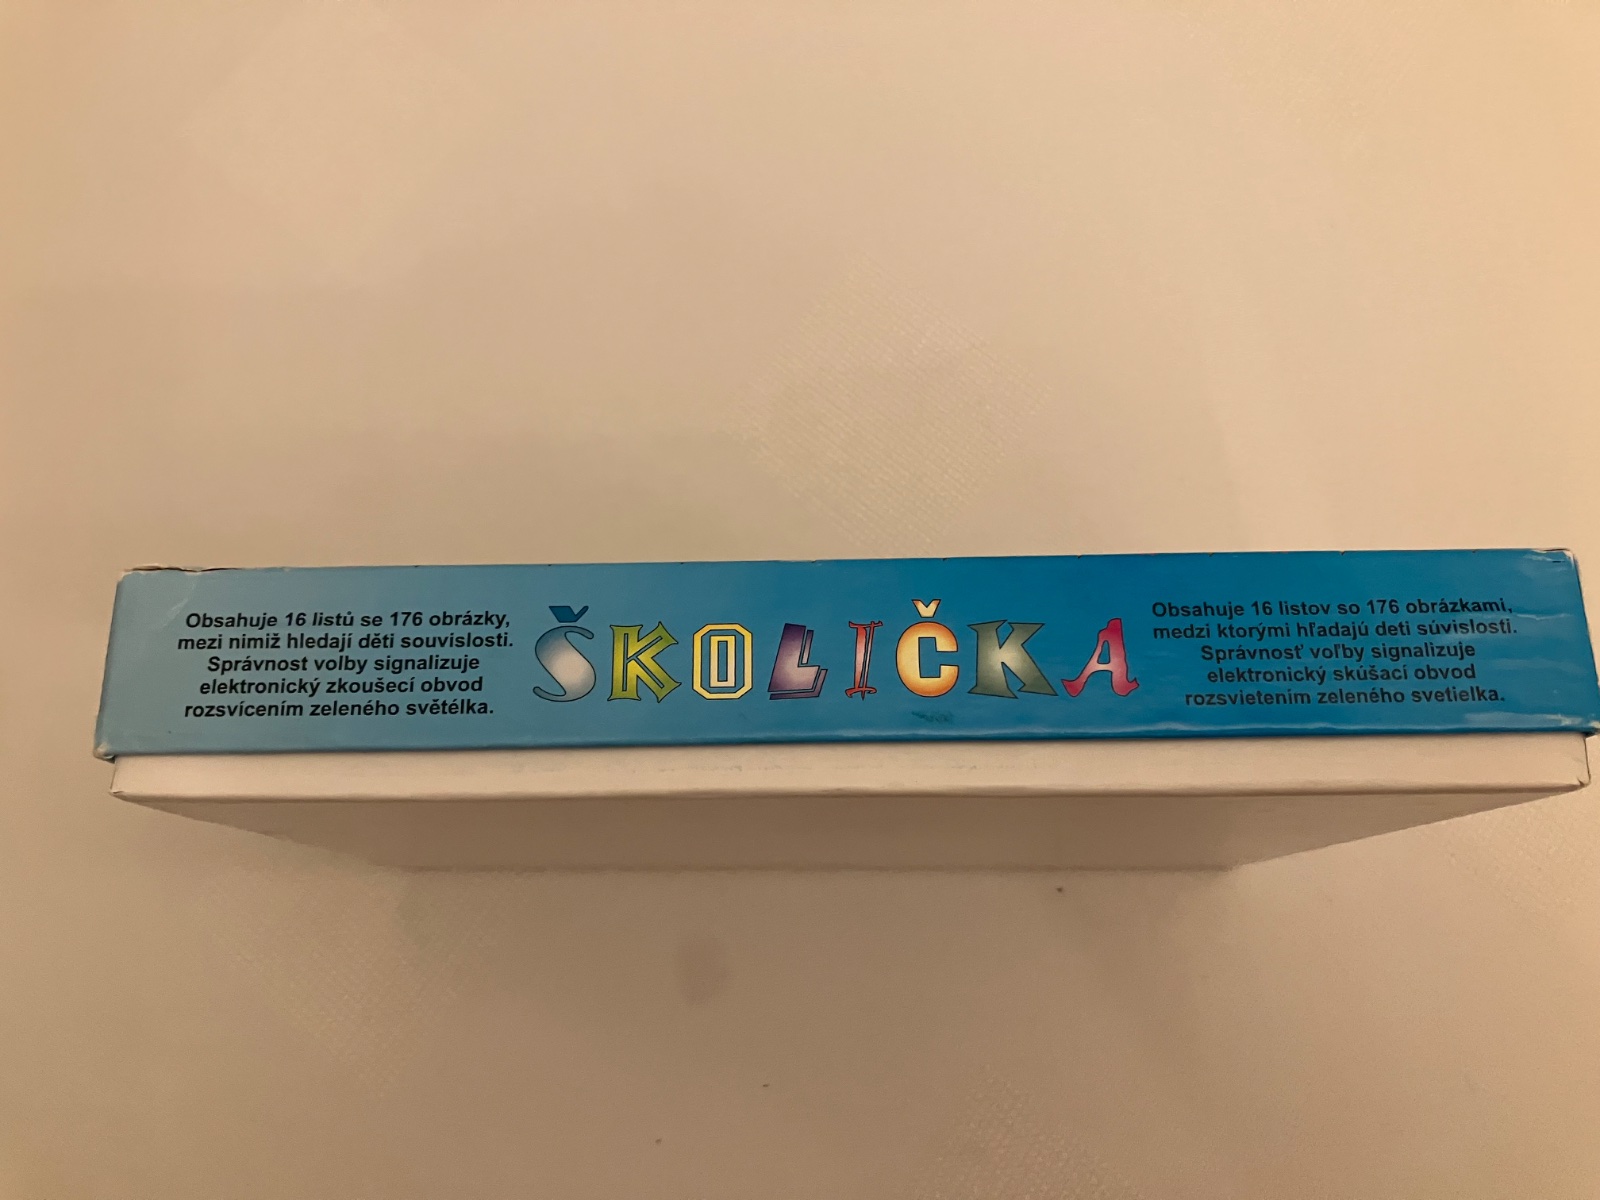 Obsahuje 16 listů se 176 obrázky,
mezi nimiž hledají děti souvislosti.
Správnost volby signalizuje
elektronický zkoušecí obvod
rozsvícením zeleného světélka.
ŠKOLIČKA
Obsahuje 16 listov so 176 obrázkami,
medzi ktorými hľadajú deti súvislosti.
Správnosť voľby signalizuje
elektronický skúšací obvod
rozsvietením zeleného svetielka.